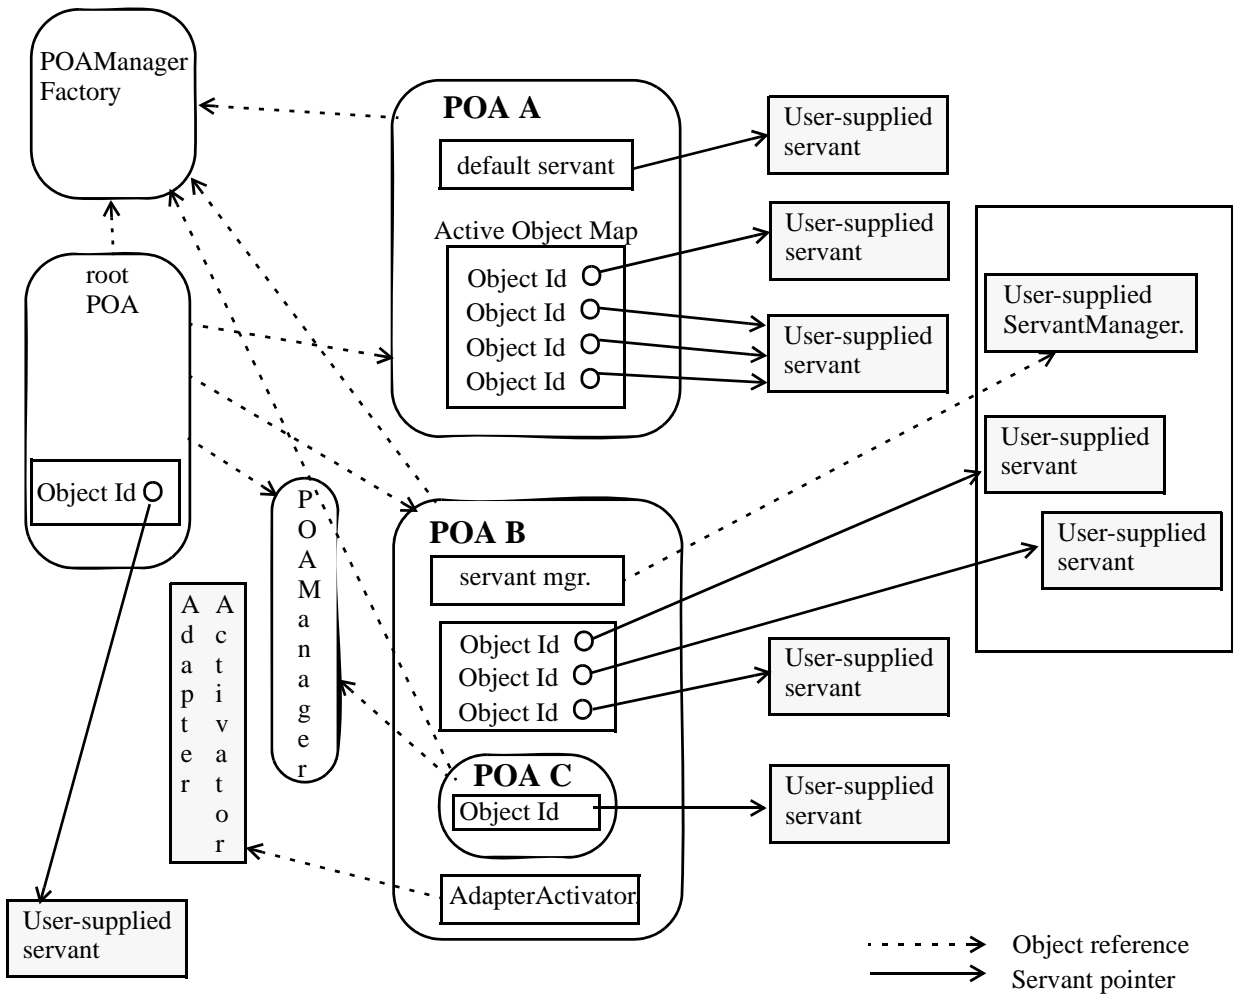 POAManager
Factory
root
POA
Object Id
User-supplied
servant
Adapter
Activator
POAManager
POA A
default servant
Active Object Map
Object Id
Object Id
Object Id
Object Id
User-supplied
servant
User-supplied
servant
User-supplied
servant
POA B
servant mgr.
Object Id
Object Id
Object Id
POA C
Object Id
AdapterActivator.
User-supplied
servant
User-supplied
servant
User-supplied
ServantManager.
User-supplied
servant
User-supplied
servant
Object reference
Servant pointer